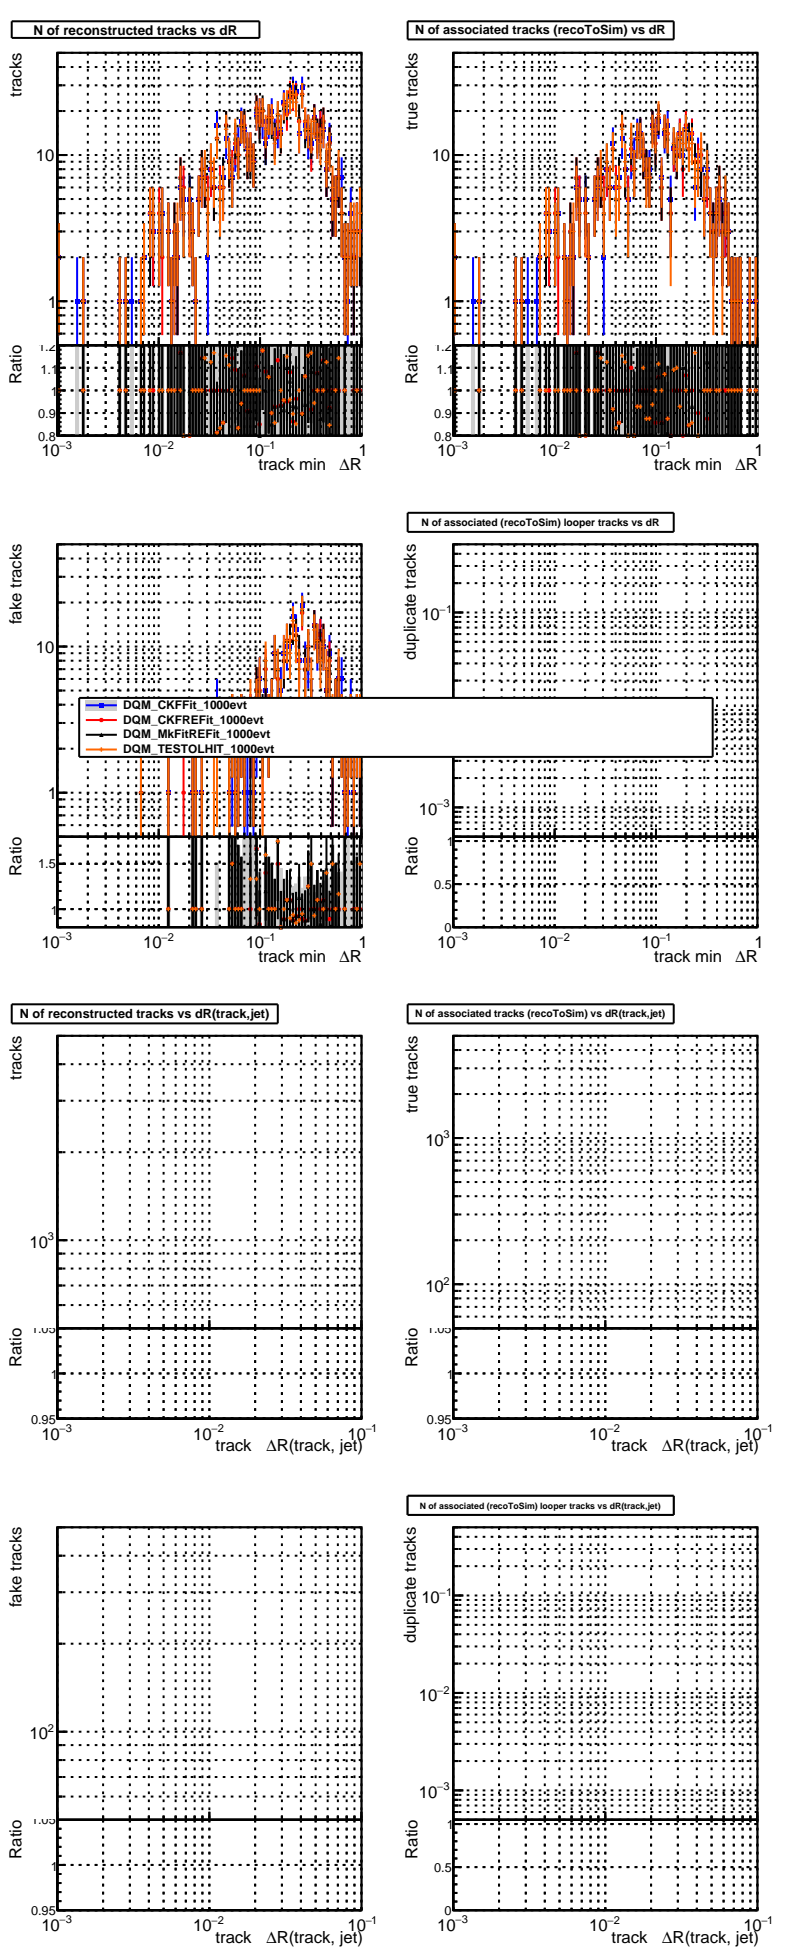 N of reconstructed tracks vs dR
N of associated tracks (recoToSim) vs dR
tracks
10
1
Ratio
1.2
1.1
1
0.9
0.8
10−3
10−2
10−1
1
track min ΔR
true tracks
10
1
Ratio
1.2
1.1
1
0.9
0.8
10−3
10−2
10−1
1
track min ΔR
N of associated (recoToSim) looper tracks vs dR
fake tracks
10
1
Ratio
1.5
1
10−3
10−2
10−1
1
track min ΔR
duplicate tracks
10−1
10−3
Ratio
1
0.5
0
10−3
10−2
10−1
1
track min ΔR
DQM_CKFFit_1000evt
DQM_CKFREFit_1000evt
DQM_MkFitREFit_1000evt
DQM_TESTOLHIT_1000evt
N of reconstructed tracks vs dR(track,jet)
N of associated tracks (recoToSim) vs dR(track,jet)
tracks
103
Ratio
1.05
1
0.95
10−3
10−2
10−1
track ΔR(track, jet)
true tracks
103
102
Ratio
1.05
1
0.95
10−3
10−2
10−1
track ΔR(track, jet)
N of associated (recoToSim) looper tracks vs dR(track,jet)
fake tracks
102
Ratio
1.05
1
0.95
10−3
10−2
10−1
track ΔR(track, jet)
duplicate tracks
10−1
10−2
10−3
Ratio
1
0.5
0
10−3
10−2
10−1
track ΔR(track, jet)